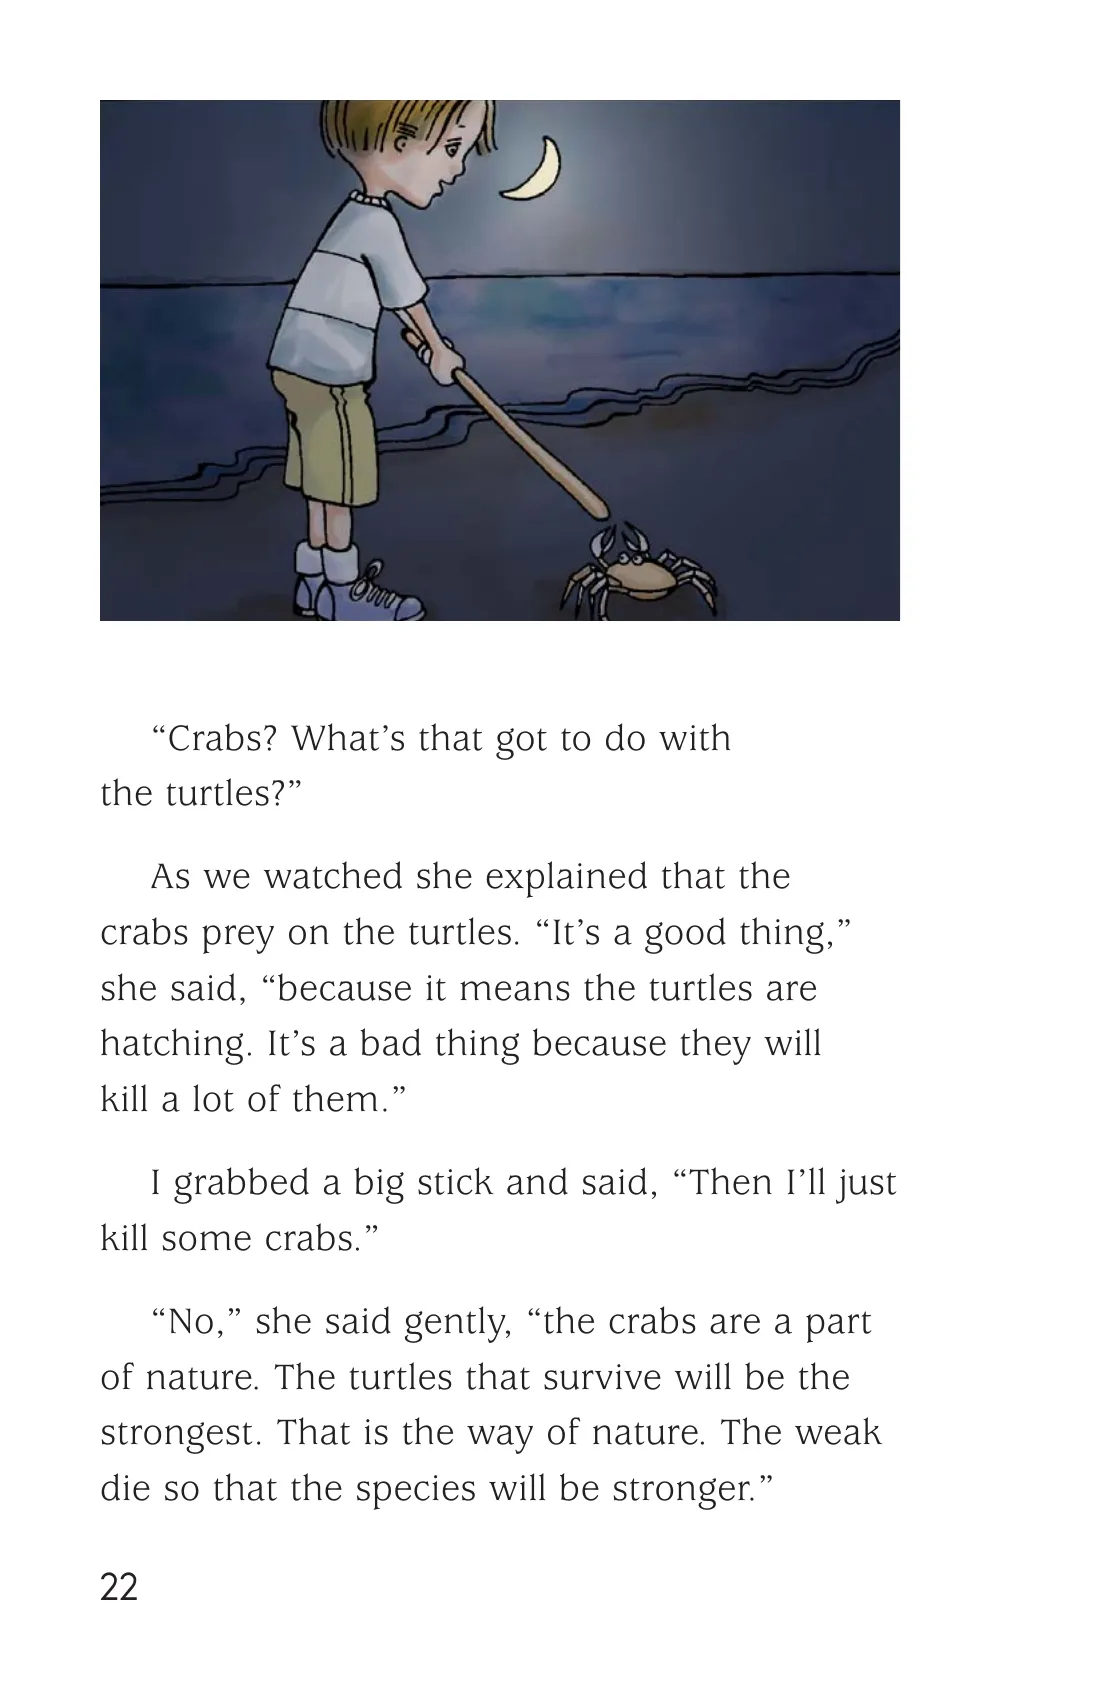 “Crabs? What’s that got to do with
the turtles?”
As we watched she explained that the
crabs prey on the turtles. “It’s a good thing,”
she said, “because it means the turtles are
hatching. It’s a bad thing because they will
kill a lot of them.”
I grabbed a big stick and said, “Then I’ll just
kill some crabs.”
“No,” she said gently, “the crabs are a part
of nature. The turtles that survive will be the
strongest. That is the way of nature. The weak
die so that the species will be stronger.”
22